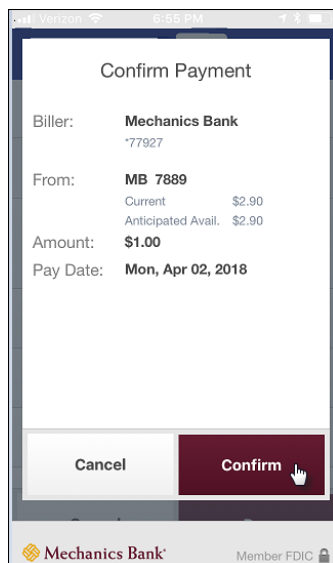 Verizon 6:55 PM
Confirm Payment
Biller: Mechanics Bank
*77927
From: MB 7889
Current $2.90
Anticipated Avail. $2.90
Amount: $1.00
Pay Date: Mon, Apr 02, 2018
Cancel Confirm
Mechanics Bank Member FDIC